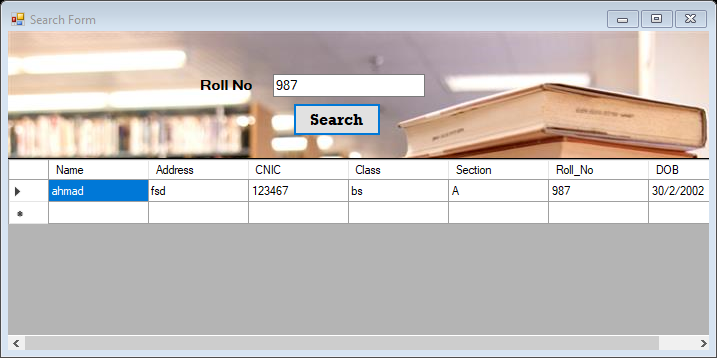 Search Form
Roll No 987
Search
Name Address CNIC Class Section Roll_No DOB
ahmad fsd 123467 bs A 987 30/2/2002